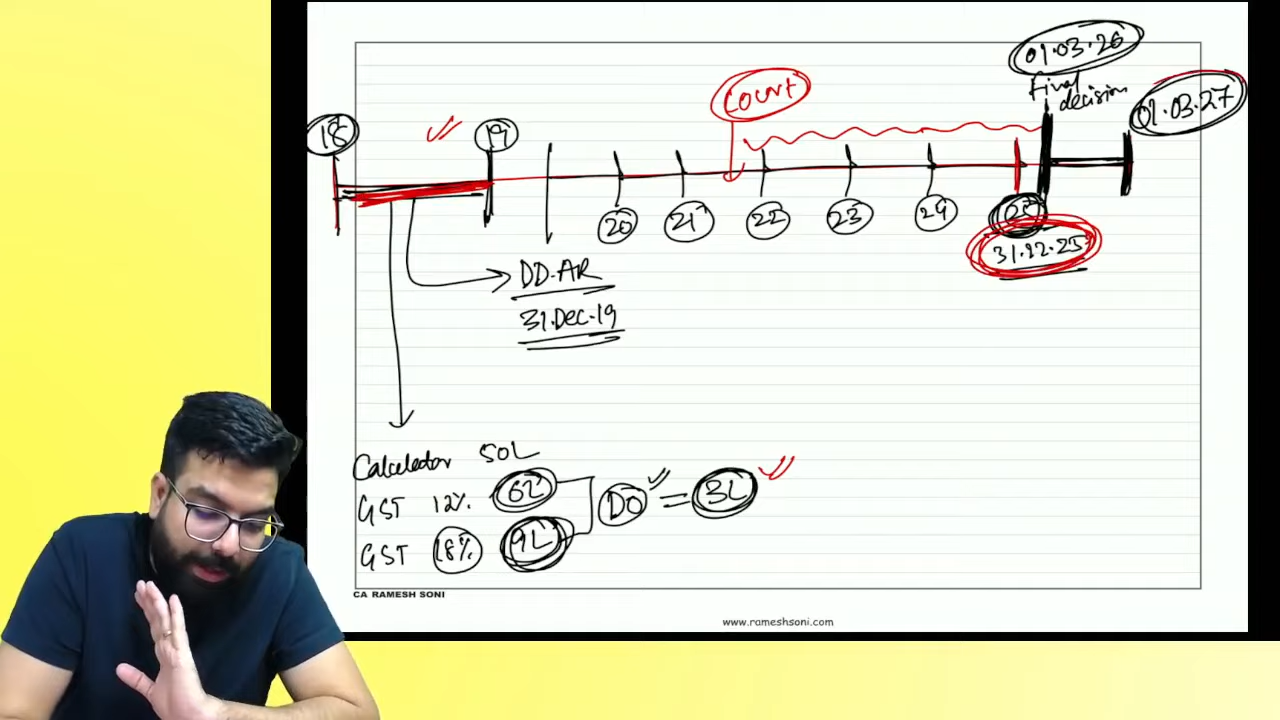 01.03.26
Final
decision
01.03.27
Court
18
19
20
21
22
23
24
25
31.12.25
DD.AR
31.Dec.19
Calculator 50L
GST 12% 6L
DO = 3L
GST 18% 9L
CA RAMESH SONI
www.rameshsoni.com